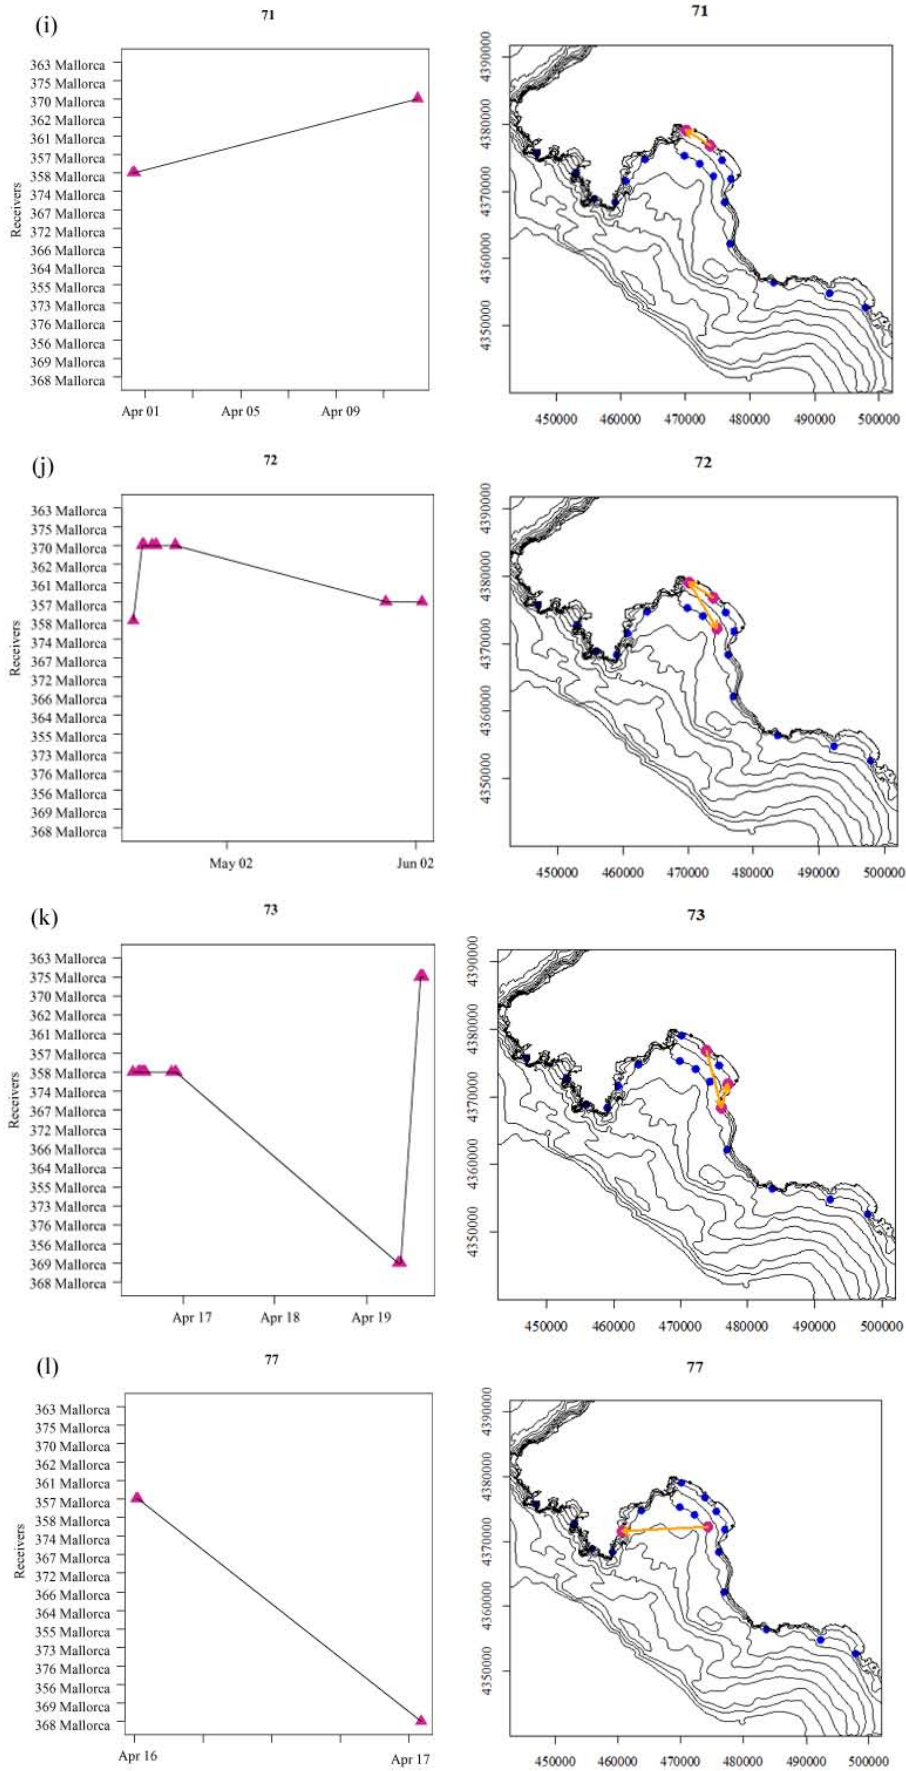 (i)
71
71
363 Mallorca
375 Mallorca
370 Mallorca
362 Mallorca
361 Mallorca
357 Mallorca
358 Mallorca
374 Mallorca
367 Mallorca
372 Mallorca
366 Mallorca
364 Mallorca
355 Mallorca
373 Mallorca
376 Mallorca
356 Mallorca
369 Mallorca
368 Mallorca
Receivers
Apr 01 Apr 05 Apr 09
4390000
4380000
4370000
4360000
4350000
450000 460000 470000 480000 490000 500000
(j)
72
72
363 Mallorca
375 Mallorca
370 Mallorca
362 Mallorca
361 Mallorca
357 Mallorca
358 Mallorca
374 Mallorca
367 Mallorca
372 Mallorca
366 Mallorca
364 Mallorca
355 Mallorca
373 Mallorca
376 Mallorca
356 Mallorca
369 Mallorca
368 Mallorca
Receivers
May 02 Jun 02
4390000
4380000
4370000
4360000
4350000
450000 460000 470000 480000 490000 500000
(k)
73
73
363 Mallorca
375 Mallorca
370 Mallorca
362 Mallorca
361 Mallorca
357 Mallorca
358 Mallorca
374 Mallorca
367 Mallorca
372 Mallorca
366 Mallorca
364 Mallorca
355 Mallorca
373 Mallorca
376 Mallorca
356 Mallorca
369 Mallorca
368 Mallorca
Receivers
Apr 17 Apr 18 Apr 19
4390000
4380000
4370000
4360000
4350000
450000 460000 470000 480000 490000 500000
(l)
77
77
363 Mallorca
375 Mallorca
370 Mallorca
362 Mallorca
361 Mallorca
357 Mallorca
358 Mallorca
374 Mallorca
367 Mallorca
372 Mallorca
366 Mallorca
364 Mallorca
355 Mallorca
373 Mallorca
376 Mallorca
356 Mallorca
369 Mallorca
368 Mallorca
Receivers
Apr 16 Apr 17
4390000
4380000
4370000
4360000
4350000
450000 460000 470000 480000 490000 500000